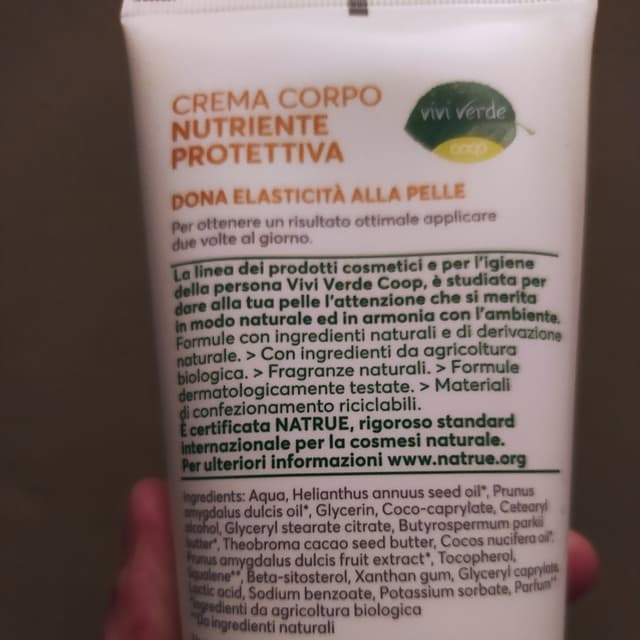 CREMA CORPO
NUTRIENTE
PROTETTIVA
vivi verde
coop
DONA ELASTICITÀ ALLA PELLE
Per ottenere un risultato ottimale applicare
due volte al giorno.
La linea dei prodotti cosmetici e per l'igiene
della persona Vivi Verde Coop, è studiata per
dare alla tua pelle l'attenzione che si merita
in modo naturale ed in armonia con l'ambiente.
Formule con ingredienti naturali e di derivazione
naturale. > Con ingredienti da agricoltura
biologica. > Fragranze naturali. > Formule
dermatologicamente testate. > Materiali
di confezionamento riciclabili.
È certificata NATRUE, rigoroso standard
internazionale per la cosmesi naturale.
Per ulteriori informazioni www.natrue.org
Ingredients: Aqua, Helianthus annuus seed oil*, Prunus
amygdalus dulcis oil*, Glycerin, Coco-caprylate, Cetearyl
alcohol, Glyceryl stearate citrate, Butyrospermum parkii
butter*, Theobroma cacao seed butter, Cocos nucifera oil*,
Prunus amygdalus dulcis fruit extract*, Tocopherol,
Squalene**, Beta-sitosterol, Xanthan gum, Glyceryl caprylate,
Lactic acid, Sodium benzoate, Potassium sorbate, Parfum**
*Ingredienti da agricoltura biologica
**Da ingredienti naturali